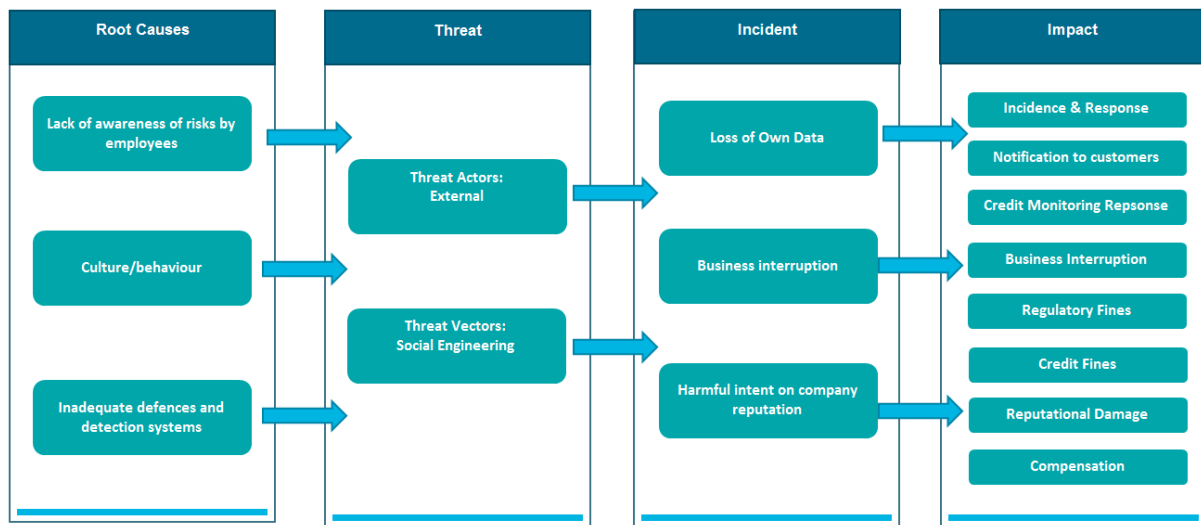 Root Causes
Threat
Incident
Impact
Lack of awareness of risks by
employees
Culture/behaviour
Inadequate defences and
detection systems
Threat Actors:
External
Threat Vectors:
Social Engineering
Loss of Own Data
Business interruption
Harmful intent on company
reputation
Incidence & Response
Notification to customers
Credit Monitoring Repsonse
Business Interruption
Regulatory Fines
Credit Fines
Reputational Damage
Compensation